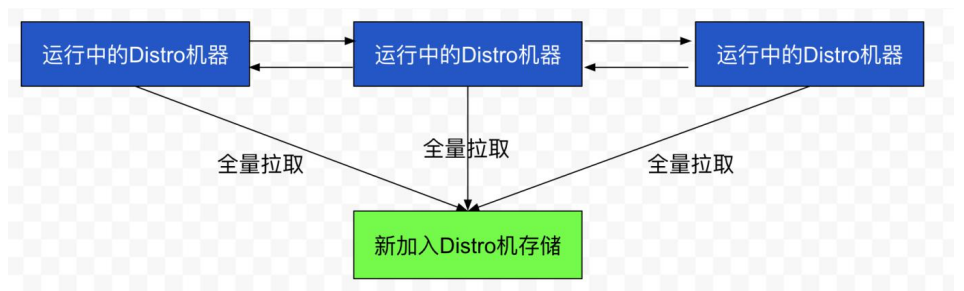 运行中的Distro机器
运行中的Distro机器
运行中的Distro机器
全量拉取
全量拉取
全量拉取
新加入Distro机存储